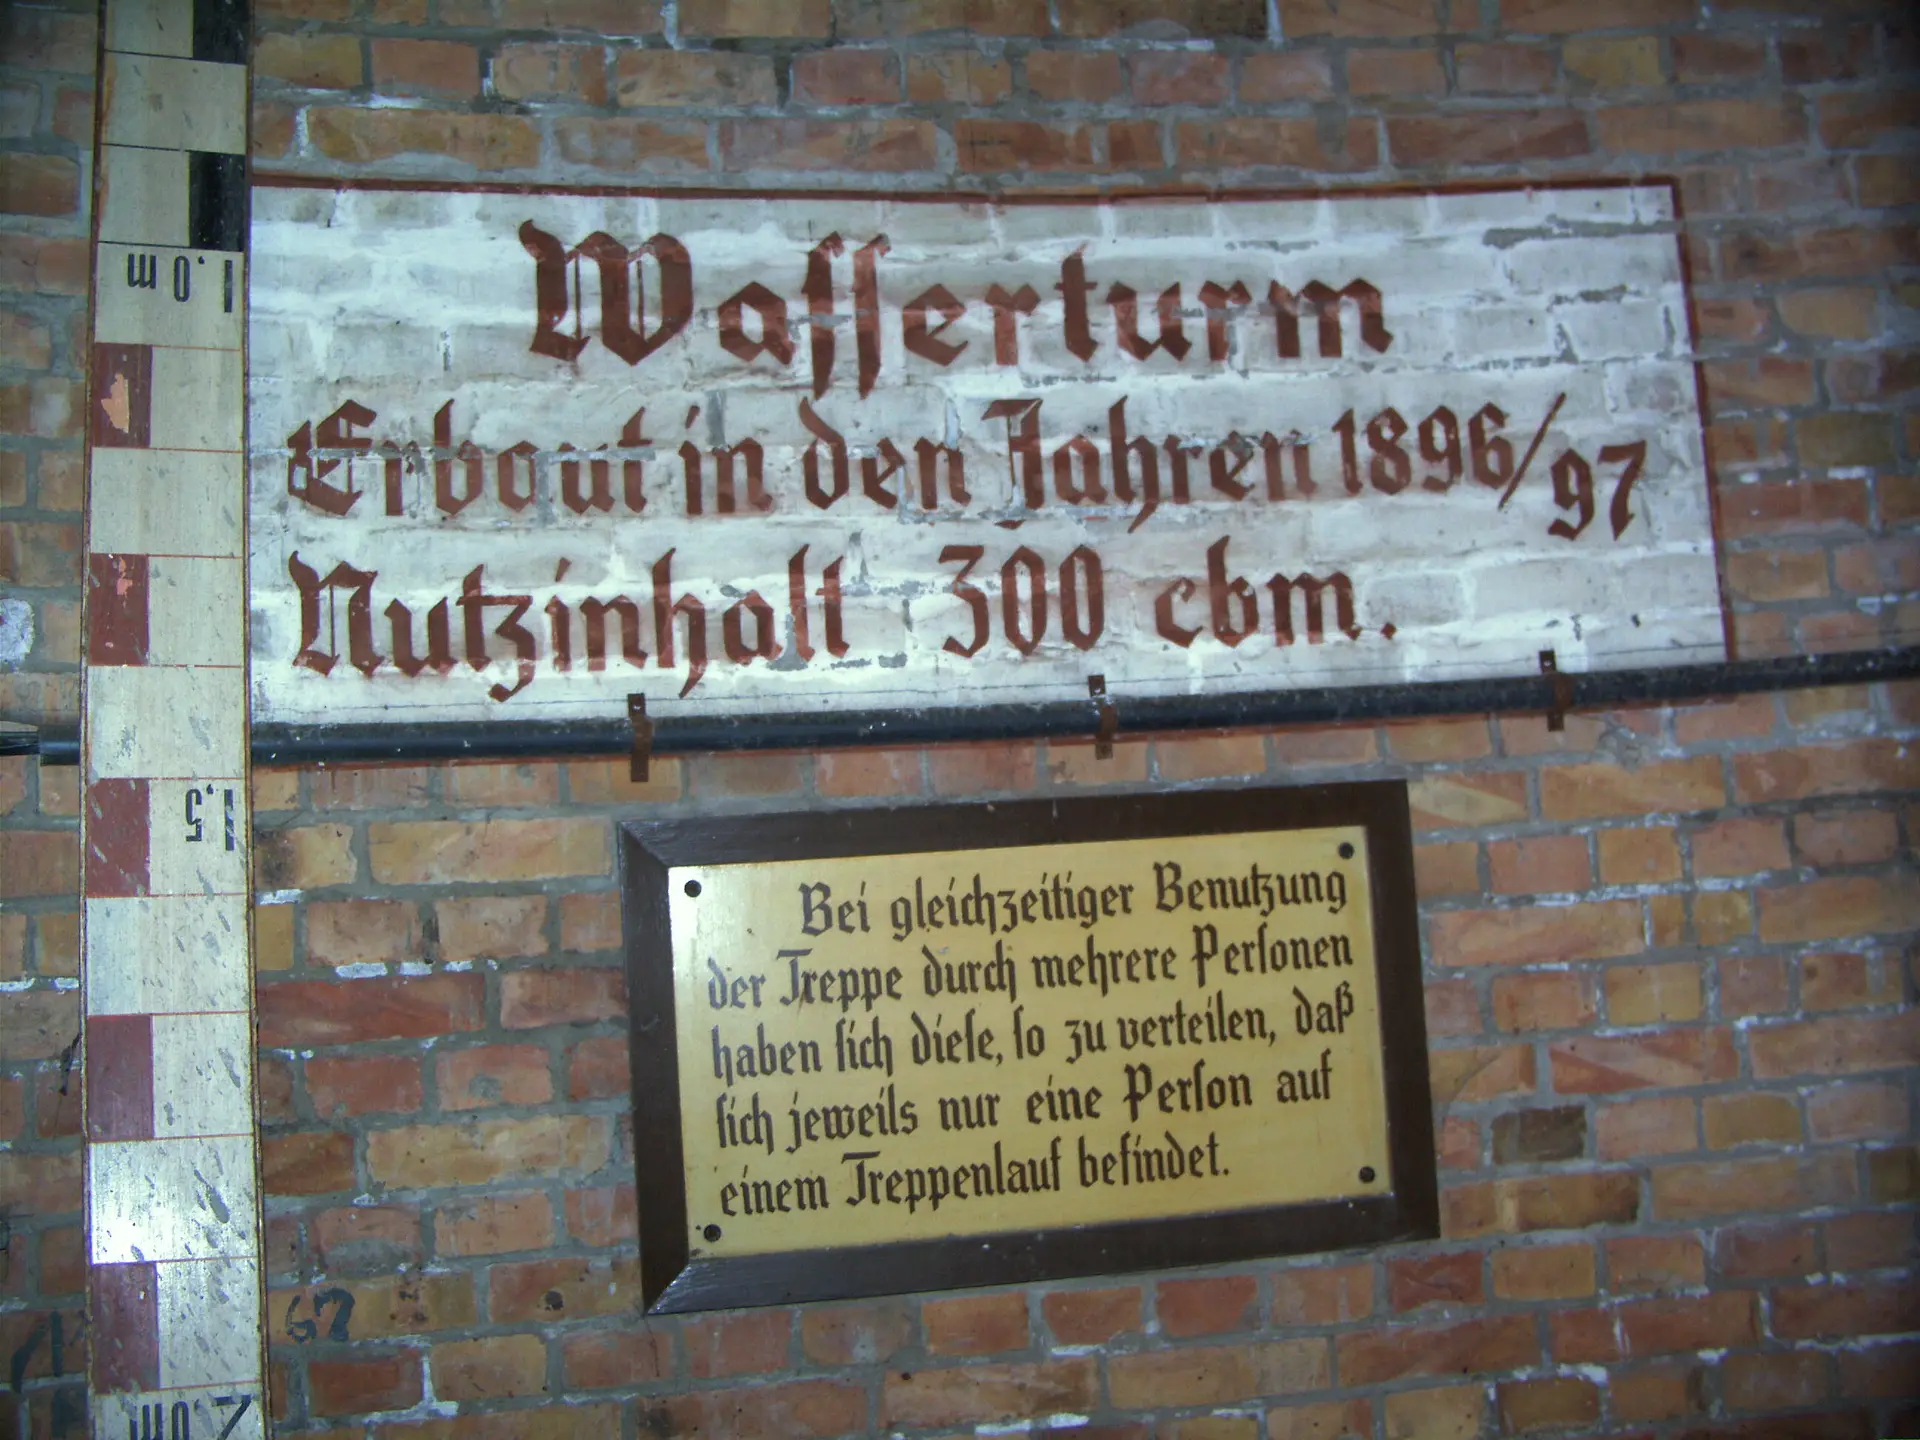 Waſſerturm
Erbaut in den Jahren 1896/97
Nutzinhalt 300 cbm.
Bei gleichzeitiger Benutzung
der Treppe durch mehrere Perſonen
haben ſich dieſe, ſo zu verteilen, daß
ſich jeweils nur eine Perſon auf
einem Treppenlauf befindet.
1,0 m
1,5
2,0 m
67